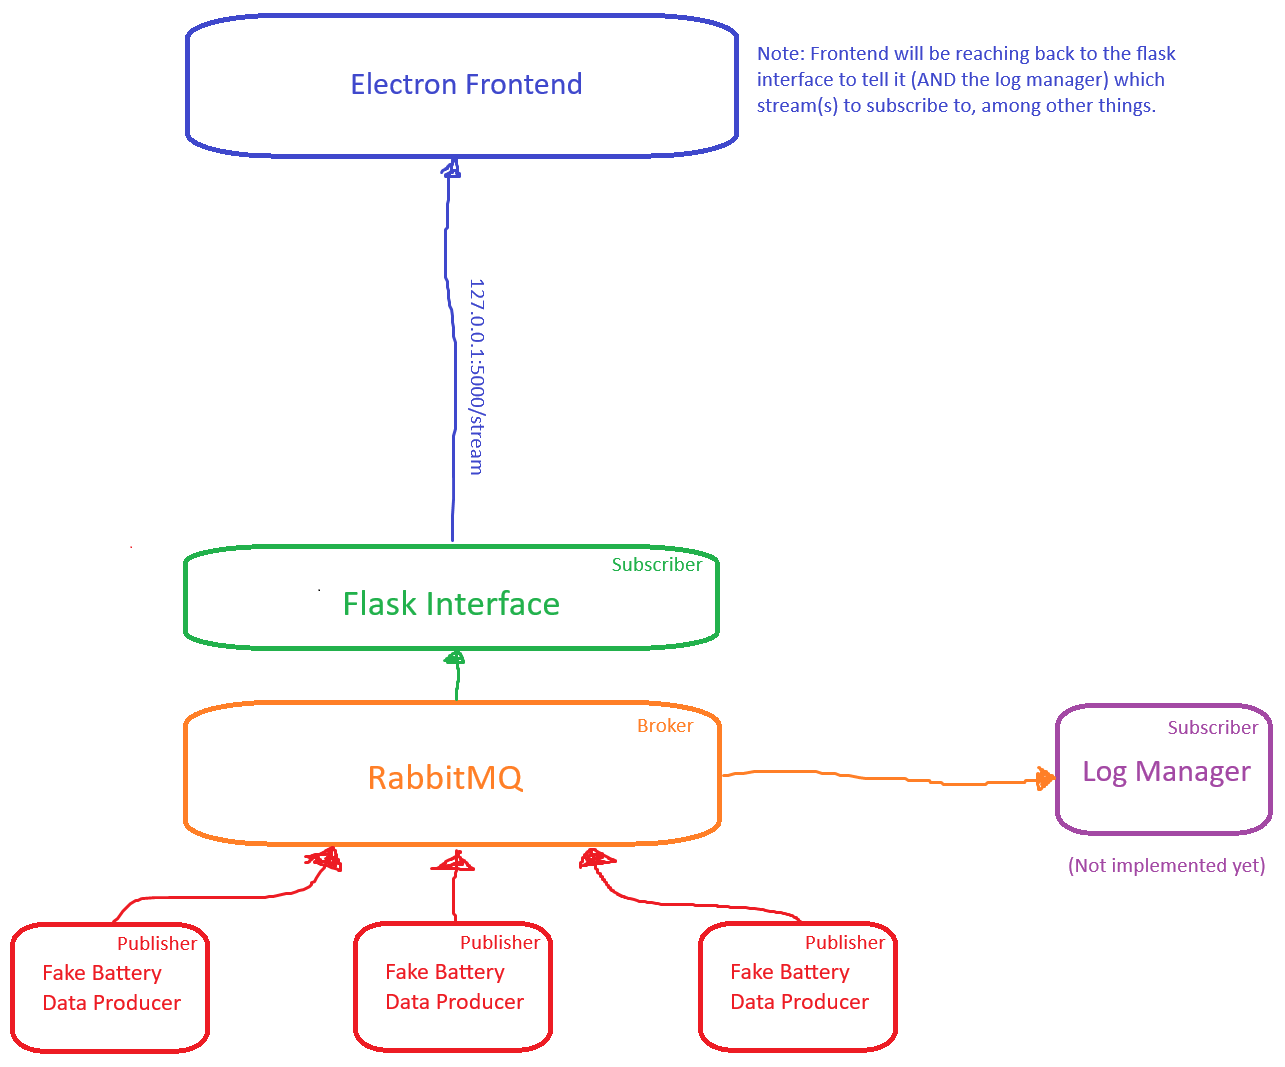 Electron Frontend
Note: Frontend will be reaching back to the flask
interface to tell it (AND the log manager) which
stream(s) to subscribe to, among other things.
127.0.0.1:5000/stream
Subscriber
Flask Interface
Broker
RabbitMQ
Subscriber
Log Manager
(Not implemented yet)
Publisher
Fake Battery
Data Producer
Publisher
Fake Battery
Data Producer
Publisher
Fake Battery
Data Producer